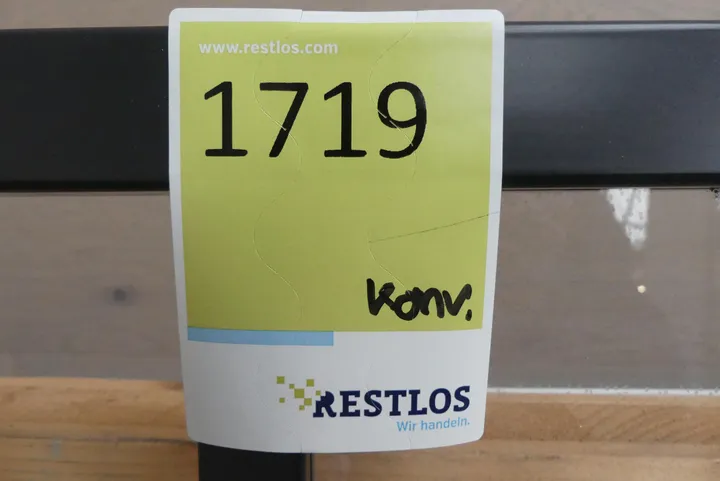 www.restlos.com
1719
Konv.
RESTLOS
Wir handeln.